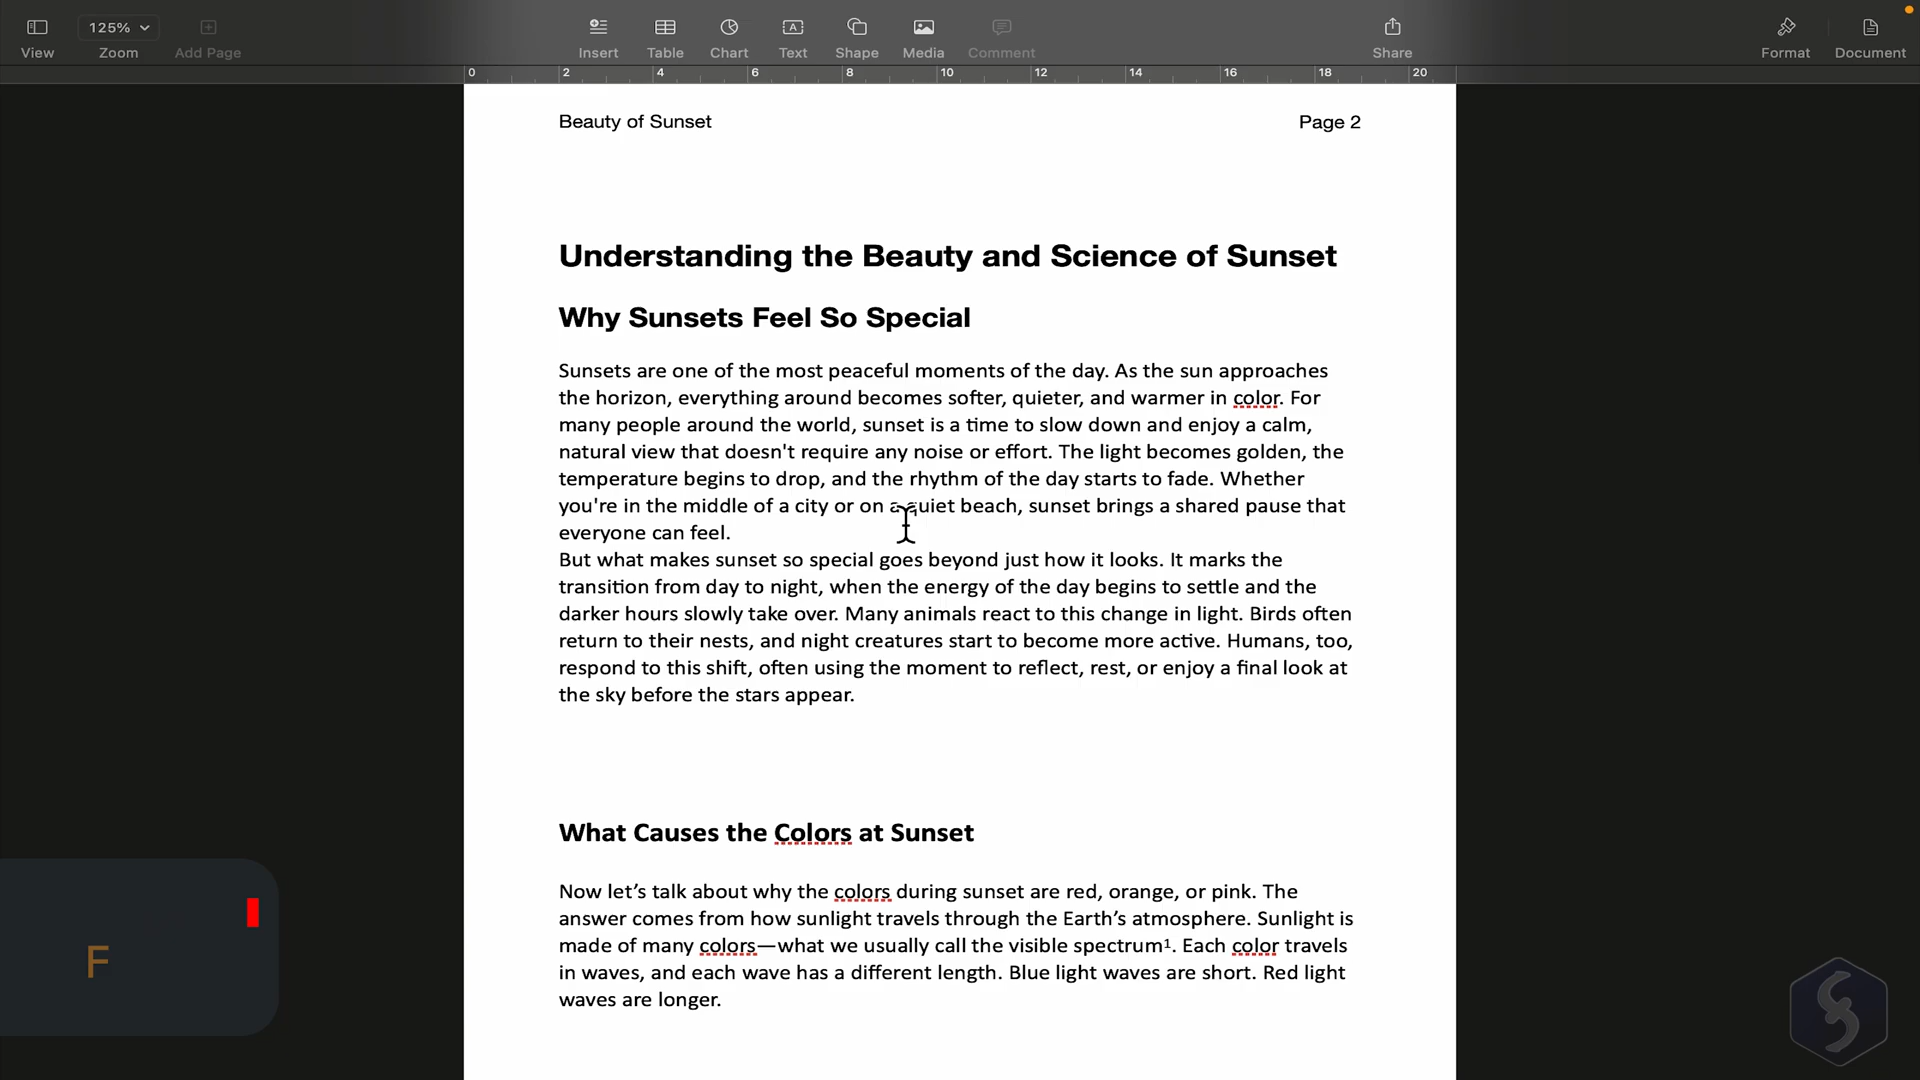 View
125%
Zoom
Add Page
Insert
Table
Chart
Text
Shape
Media
Comment
Share
Format
Document
0 2 4 6 8 10 12 14 16 18 20
Beauty of Sunset
Page 2
Understanding the Beauty and Science of Sunset
Why Sunsets Feel So Special
Sunsets are one of the most peaceful moments of the day. As the sun approaches
the horizon, everything around becomes softer, quieter, and warmer in color. For
many people around the world, sunset is a time to slow down and enjoy a calm,
natural view that doesn't require any noise or effort. The light becomes golden, the
temperature begins to drop, and the rhythm of the day starts to fade. Whether
you're in the middle of a city or on a quiet beach, sunset brings a shared pause that
everyone can feel.
But what makes sunset so special goes beyond just how it looks. It marks the
transition from day to night, when the energy of the day begins to settle and the
darker hours slowly take over. Many animals react to this change in light. Birds often
return to their nests, and night creatures start to become more active. Humans, too,
respond to this shift, often using the moment to reflect, rest, or enjoy a final look at
the sky before the stars appear.
What Causes the Colors at Sunset
Now let’s talk about why the colors during sunset are red, orange, or pink. The
answer comes from how sunlight travels through the Earth’s atmosphere. Sunlight is
made of many colors—what we usually call the visible spectrum¹. Each color travels
in waves, and each wave has a different length. Blue light waves are short. Red light
waves are longer.
F